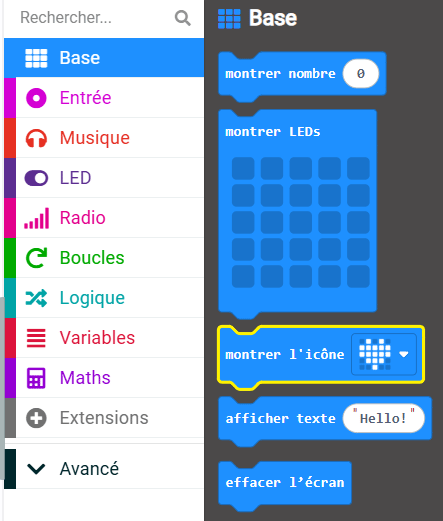 Rechercher...
Base
Entrée
Musique
LED
Radio
Boucles
Logique
Variables
Maths
Extensions
Avancé
Base
montrer nombre 0
montrer LEDs
montrer l'icône
afficher texte "Hello!"
effacer l’écran